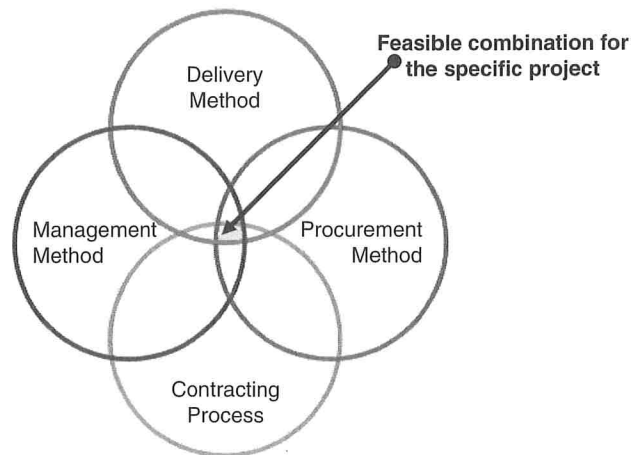 Feasible combination for
the specific project
Delivery
Method
Management
Method
Procurement
Method
Contracting
Process